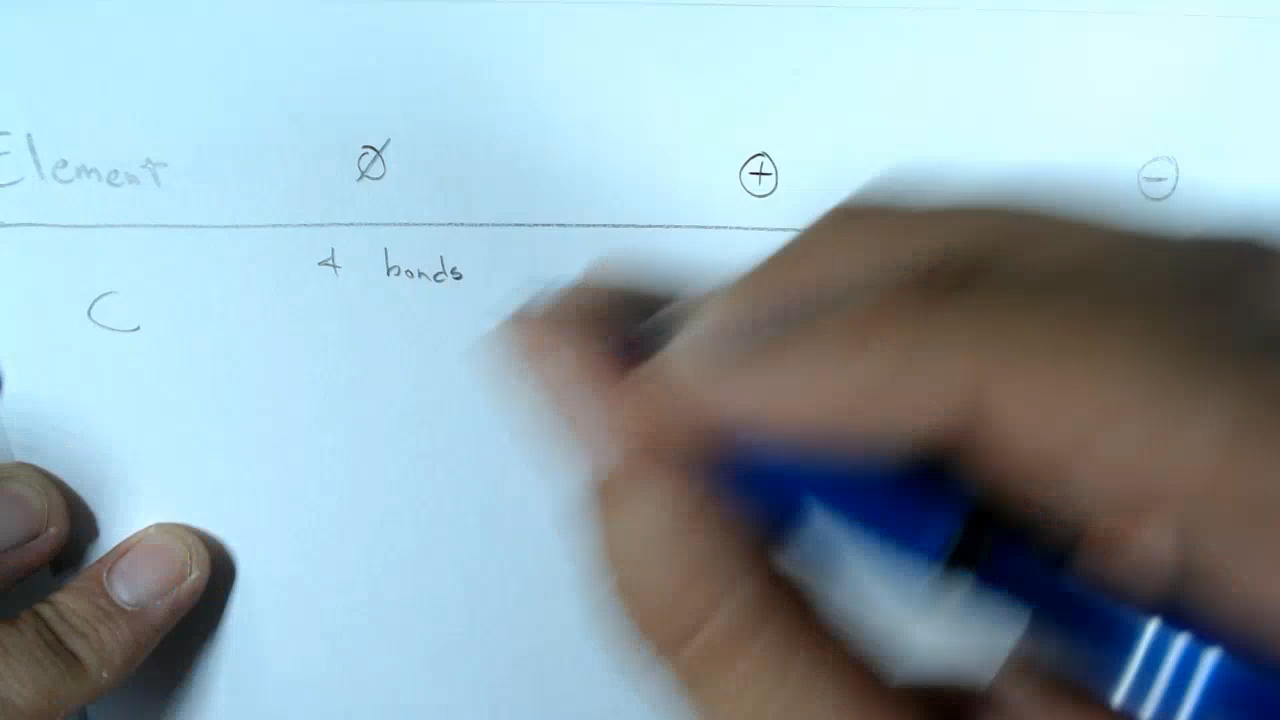 Element ∅ ⊕ ⊖
4 bonds
C